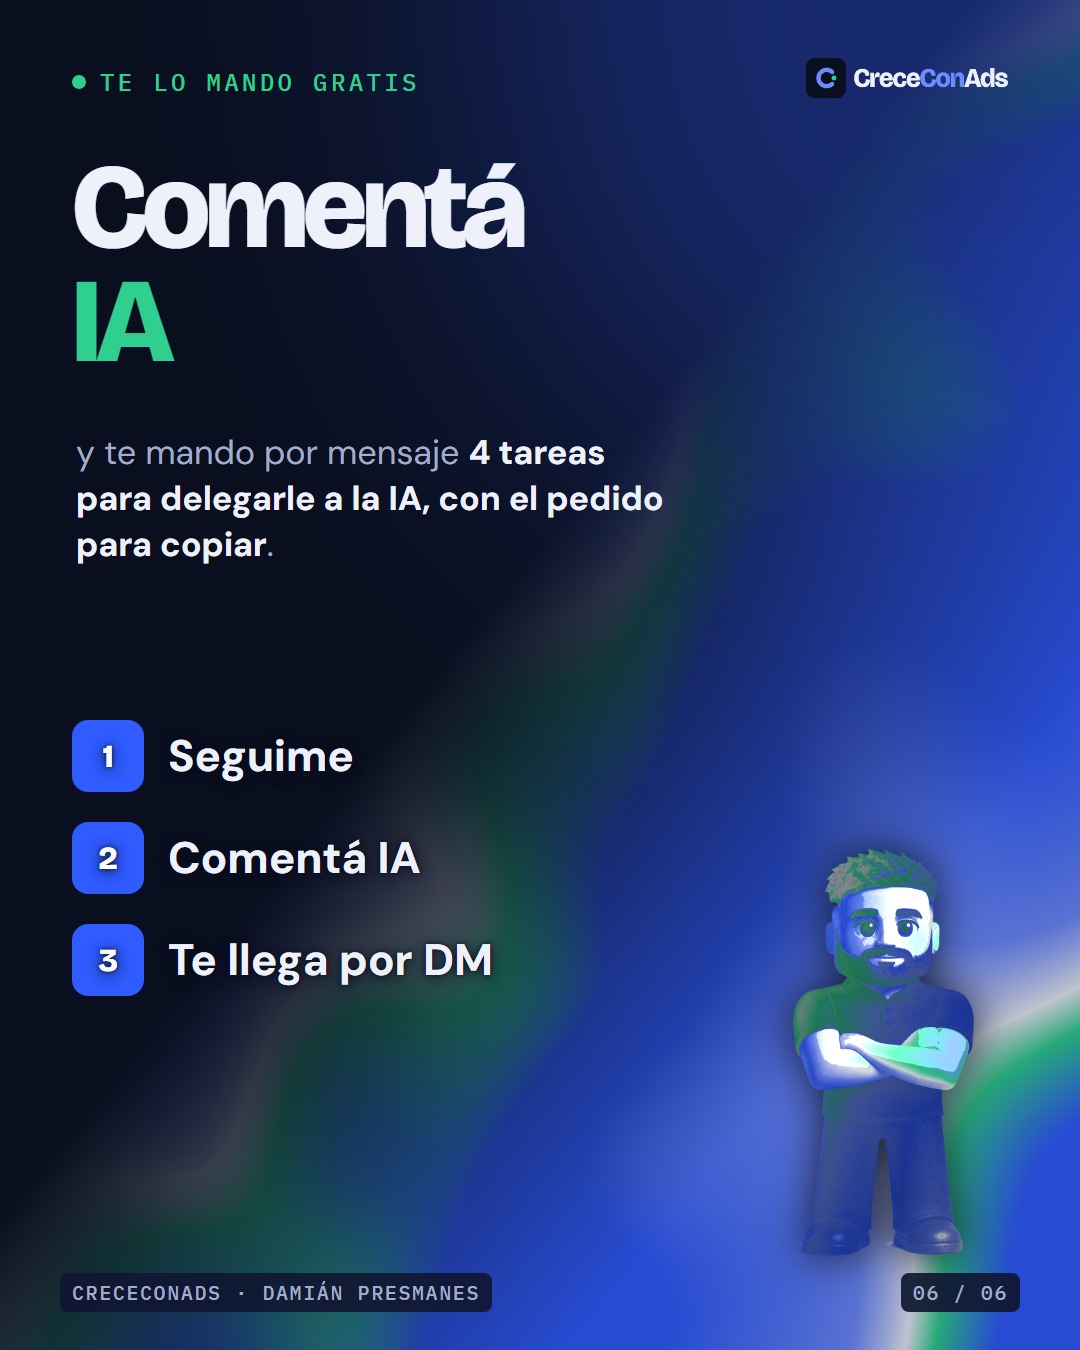 TE LO MANDO GRATIS
CreceConAds
Comentá
IA
y te mando por mensaje 4 tareas
para delegarle a la IA, con el pedido
para copiar.
1 Seguime
2 Comentá IA
3 Te llega por DM
CRECECONADS · DAMIÁN PRESMANES
06 / 06